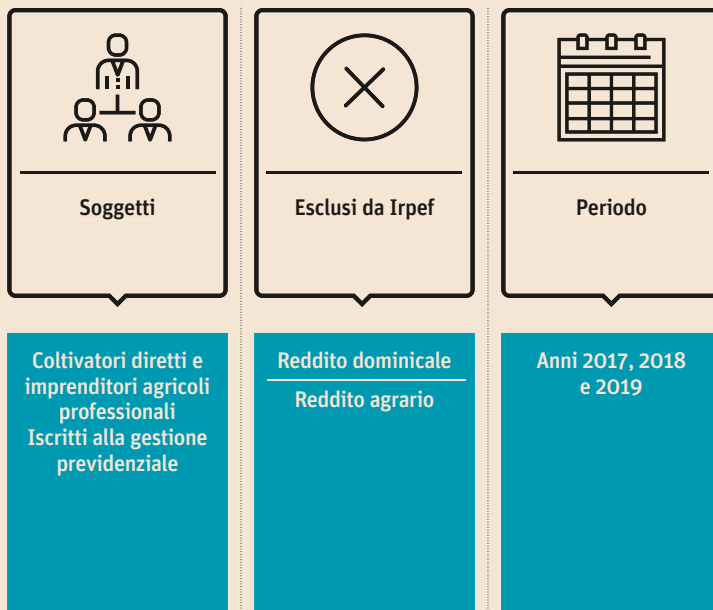 Soggetti
Coltivatori diretti e
imprenditori agricoli
professionali
Iscritti alla gestione
previdenziale
Esclusi da Irpef
Reddito dominicale
Reddito agrario
Periodo
Anni 2017, 2018
e 2019